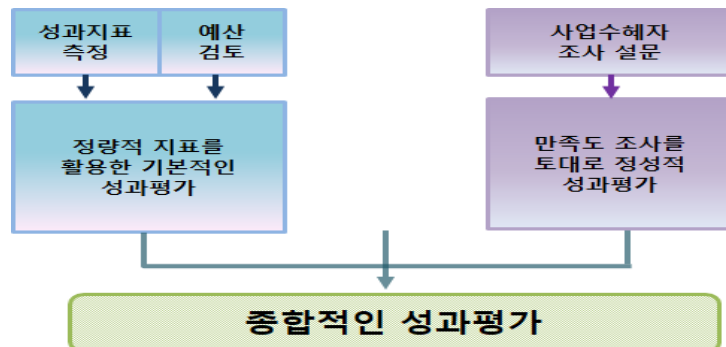 성과지표
측정
예산
검토
사업수혜자
조사 설문
정량적 지표를
활용한 기본적인
성과평가
만족도 조사를
토대로 정성적
성과평가
종합적인 성과평가